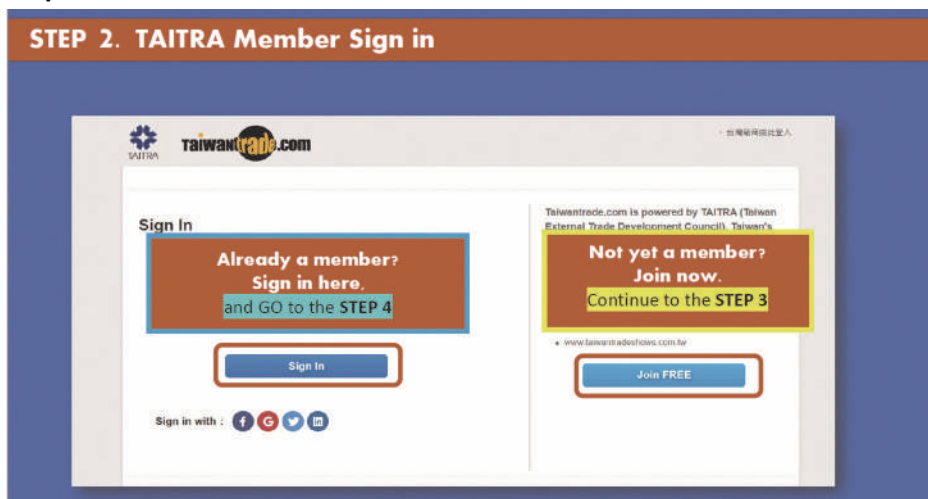 STEP 2. TAITRA Member Sign in
TAITRA
Taiwantrade.com
Sign In
Already a member?
Sign in here,
and GO to the STEP 4
Sign In
Sign in with :
Taiwantrade.com is powered by TAITRA (Taiwan
External Trade Development Council), Taiwan's
Not yet a member?
Join now.
Continue to the STEP 3
www.taiwantradeshows.com.tw
Join FREE